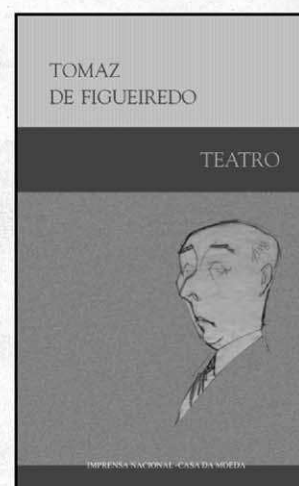 TOMAZ
DE FIGUEIREDO
TEATRO
IMPRENSA NACIONAL - CASA DA MOEDA